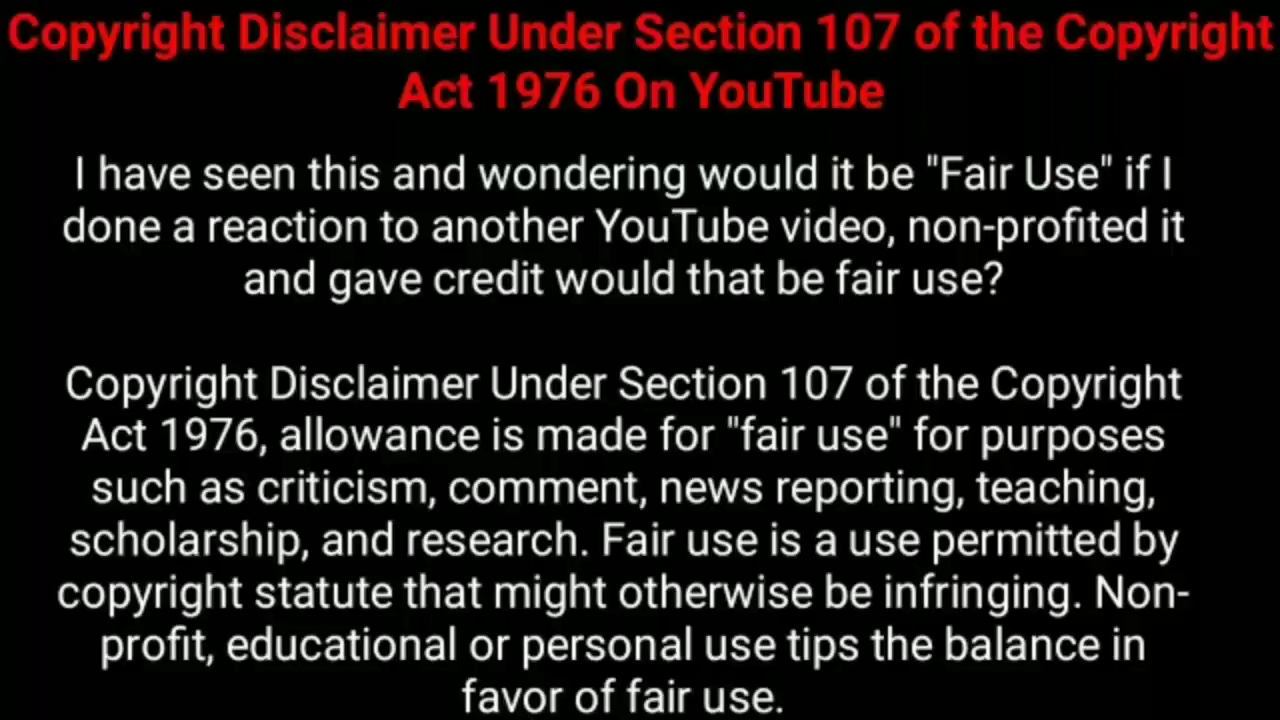 Copyright Disclaimer Under Section 107 of the Copyright
Act 1976 On YouTube
I have seen this and wondering would it be "Fair Use" if I
done a reaction to another YouTube video, non-profited it
and gave credit would that be fair use?
Copyright Disclaimer Under Section 107 of the Copyright
Act 1976, allowance is made for "fair use" for purposes
such as criticism, comment, news reporting, teaching,
scholarship, and research. Fair use is a use permitted by
copyright statute that might otherwise be infringing. Non-
profit, educational or personal use tips the balance in
favor of fair use.